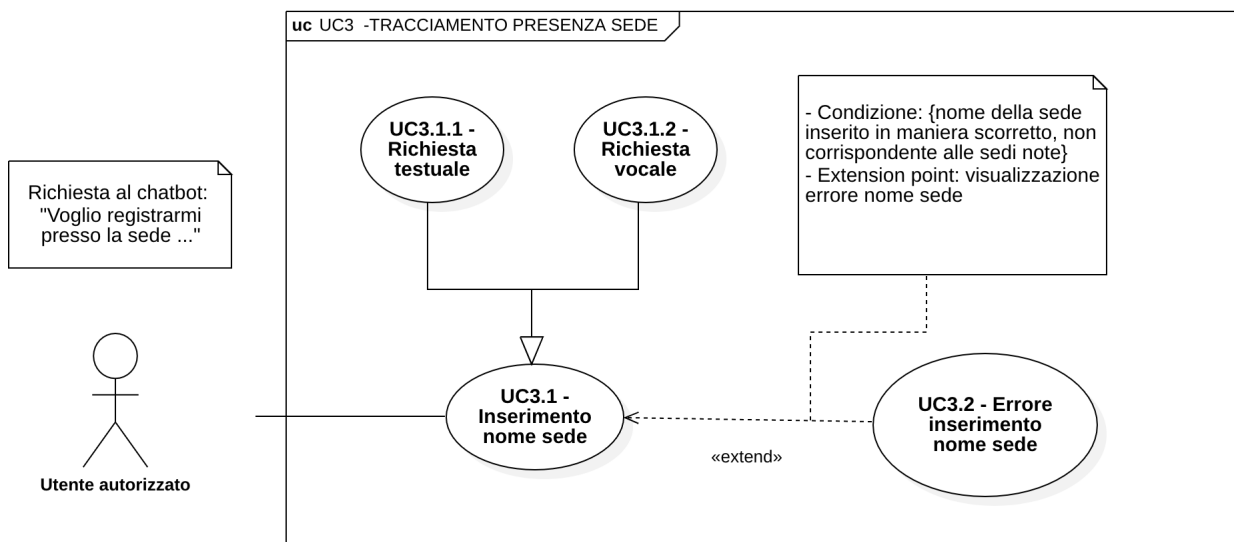 uc UC3 -TRACCIAMENTO PRESENZA SEDE
UC3.1.1 -
Richiesta
testuale
UC3.1.2 -
Richiesta
vocale
- Condizione: {nome della sede
inserito in maniera scorretto, non
corrispondente alle sedi note}
- Extension point: visualizzazione
errore nome sede
Richiesta al chatbot:
"Voglio registrarmi
presso la sede ..."
UC3.1 -
Inserimento
nome sede
UC3.2 - Errore
inserimento
nome sede
«extend»
Utente autorizzato